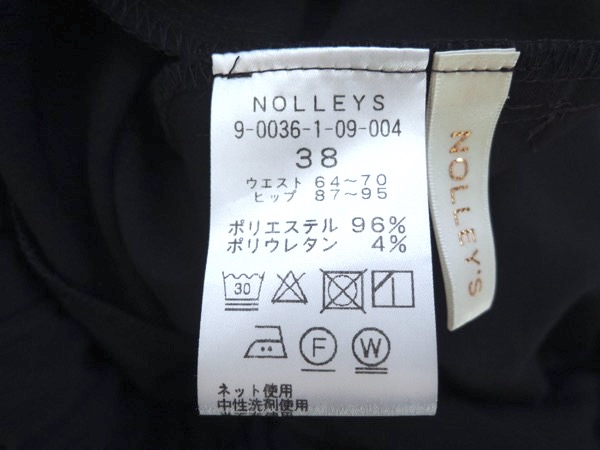 NOLLEYS
9-0036-1-09-004
38
ウエスト 64～70
ヒップ 87～95
ポリエステル 96%
ポリウレタン 4%
30
F
W
ネット使用
中性洗剤使用
NOLLEY'S